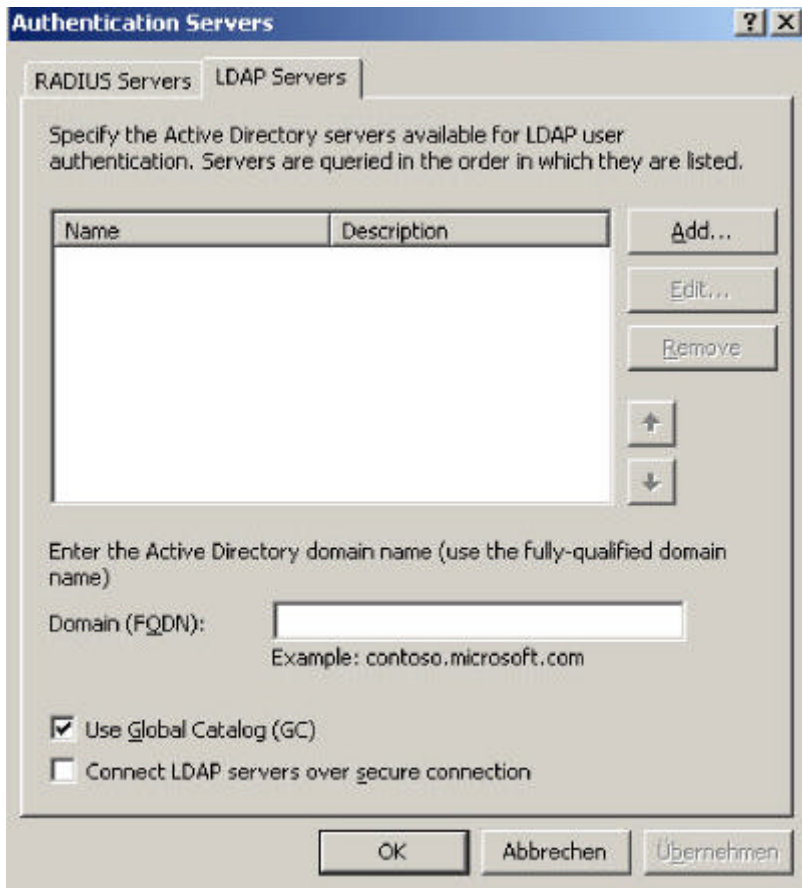 Authentication Servers
RADIUS Servers
LDAP Servers
Specify the Active Directory servers available for LDAP user
authentication. Servers are queried in the order in which they are listed.
Name
Description
Add...
Edit...
Remove
Enter the Active Directory domain name (use the fully-qualified domain
name)
Domain (FQDN):
Example: contoso.microsoft.com
Use Global Catalog (GC)
Connect LDAP servers over secure connection
OK
Abbrechen
Übernehmen